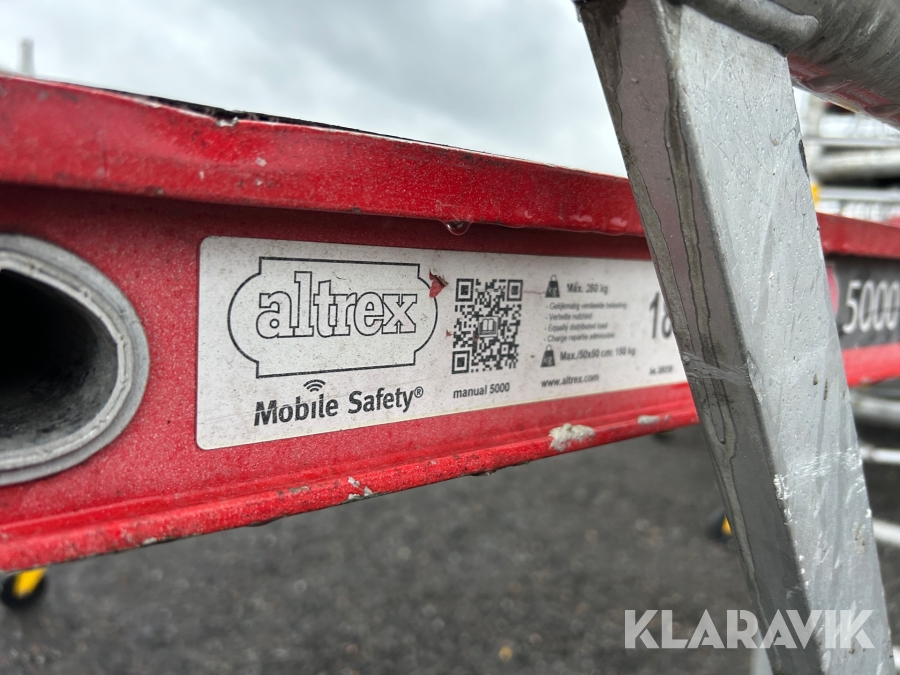 altrex
Mobile Safety®
manual 5000
Max. 280 kg
- Gelijkmatig verdeelde belasting
- Verteilte nutzlast
- Equally distributed load
- Charge repartie admissible
Max./50x50 cm: 150 kg
www.altrex.com
18
5000
KLARAVIK